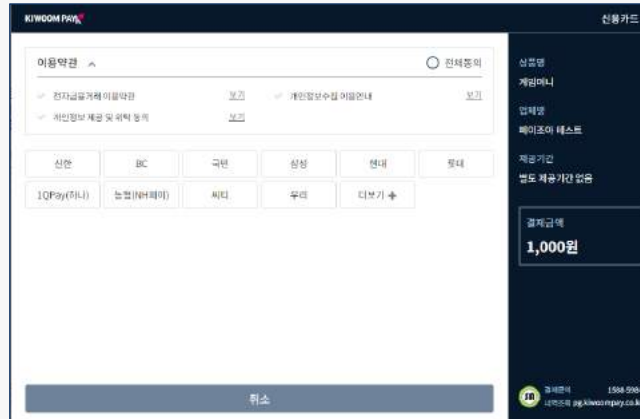 KIWOOM PAY
신용카드
이용약관
전체동의
전자금융거래 이용약관 보기
개인정보수집 이용안내 보기
개인정보 제공 및 위탁 동의 보기
신한 BC 국민 삼성 현대 롯데
1QPay(하나) 농협(NH페이) 씨티 우리 더보기
취소
상품명
게임머니
업체명
페이조아 테스트
제공기간
별도 제공기간 없음
결제금액
1,000원
결제문의 1588-598
내역조회 pg.kiwoompay.co.k